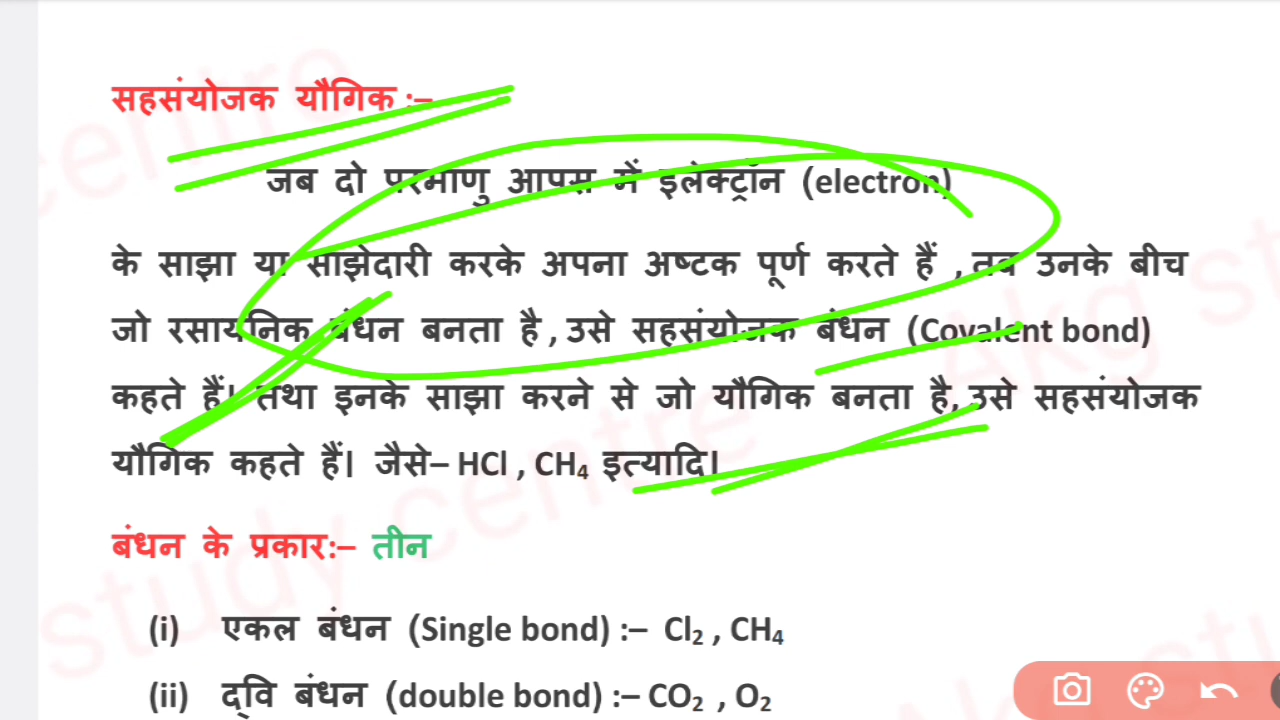 सहसंयोजक यौगिक :–
जब दो परमाणु आपस में इलेक्ट्रॉन (electron)
के साझा या साझेदारी करके अपना अष्टक पूर्ण करते हैं , तब उनके बीच
जो रसायनिक बंधन बनता है , उसे सहसंयोजक बंधन (Covalent bond)
कहते हैं। तथा इनके साझा करने से जो यौगिक बनता है, उसे सहसंयोजक
यौगिक कहते हैं। जैसे– HCl , CH₄ इत्यादि।
बंधन के प्रकार:– तीन
(i) एकल बंधन (Single bond) :– Cl₂ , CH₄
(ii) द्वि बंधन (double bond) :– CO₂ , O₂